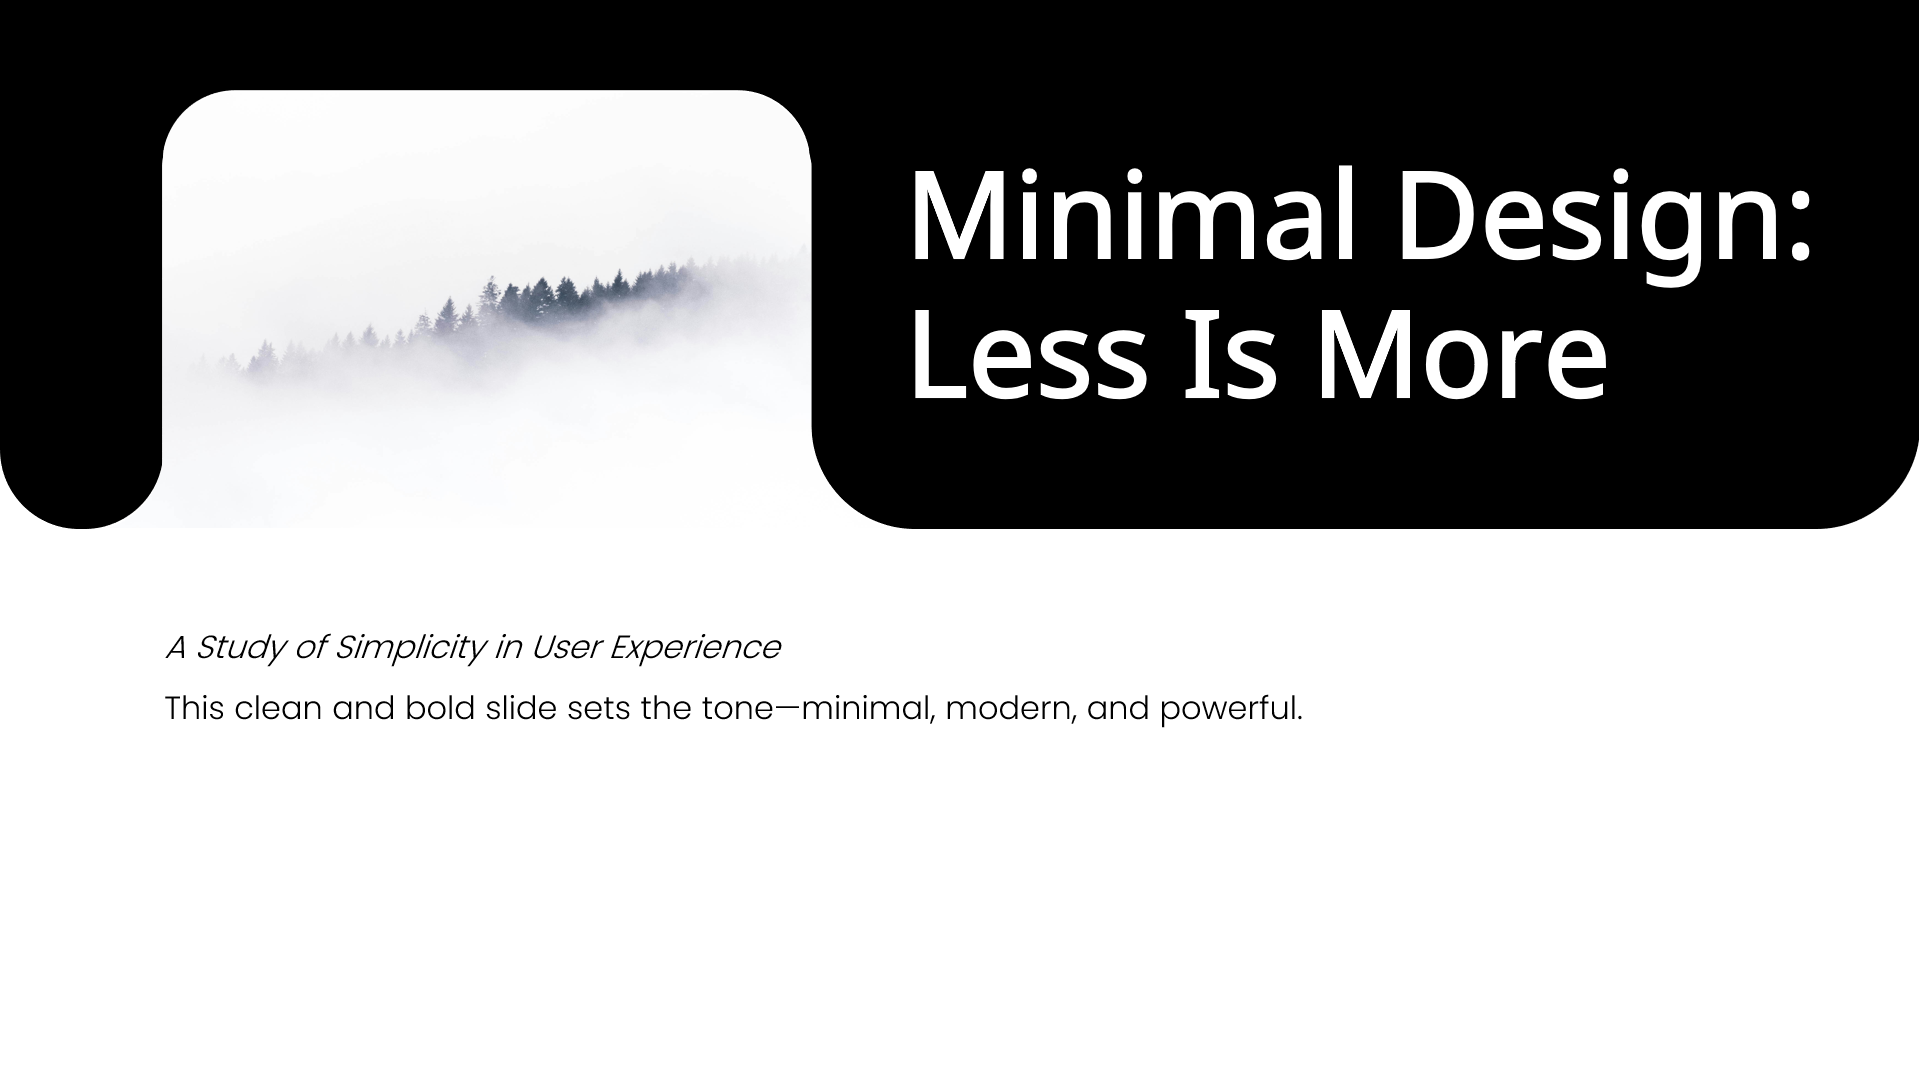 Minimal Design:
Less Is More
A Study of Simplicity in User Experience
This clean and bold slide sets the tone—minimal, modern, and powerful.